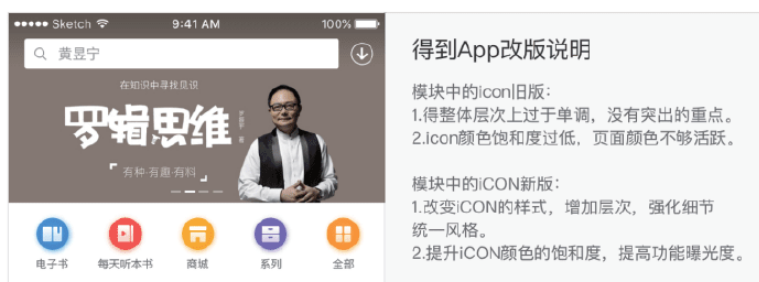 Sketch 9:41 AM 100%
黄昱宁
在知识中寻找见识
罗辑思维
有种·有趣·有料
电子书 每天听本书 商城 系列 全部
得到App改版说明
模块中的icon旧版：
1.得整体层次上过于单调，没有突出的重点。
2.icon颜色饱和度过低，页面颜色不够活跃。
模块中的iCON新版：
1.改变iCON的样式，增加层次，强化细节
统一风格。
2.提升iCON颜色的饱和度，提高功能曝光度。